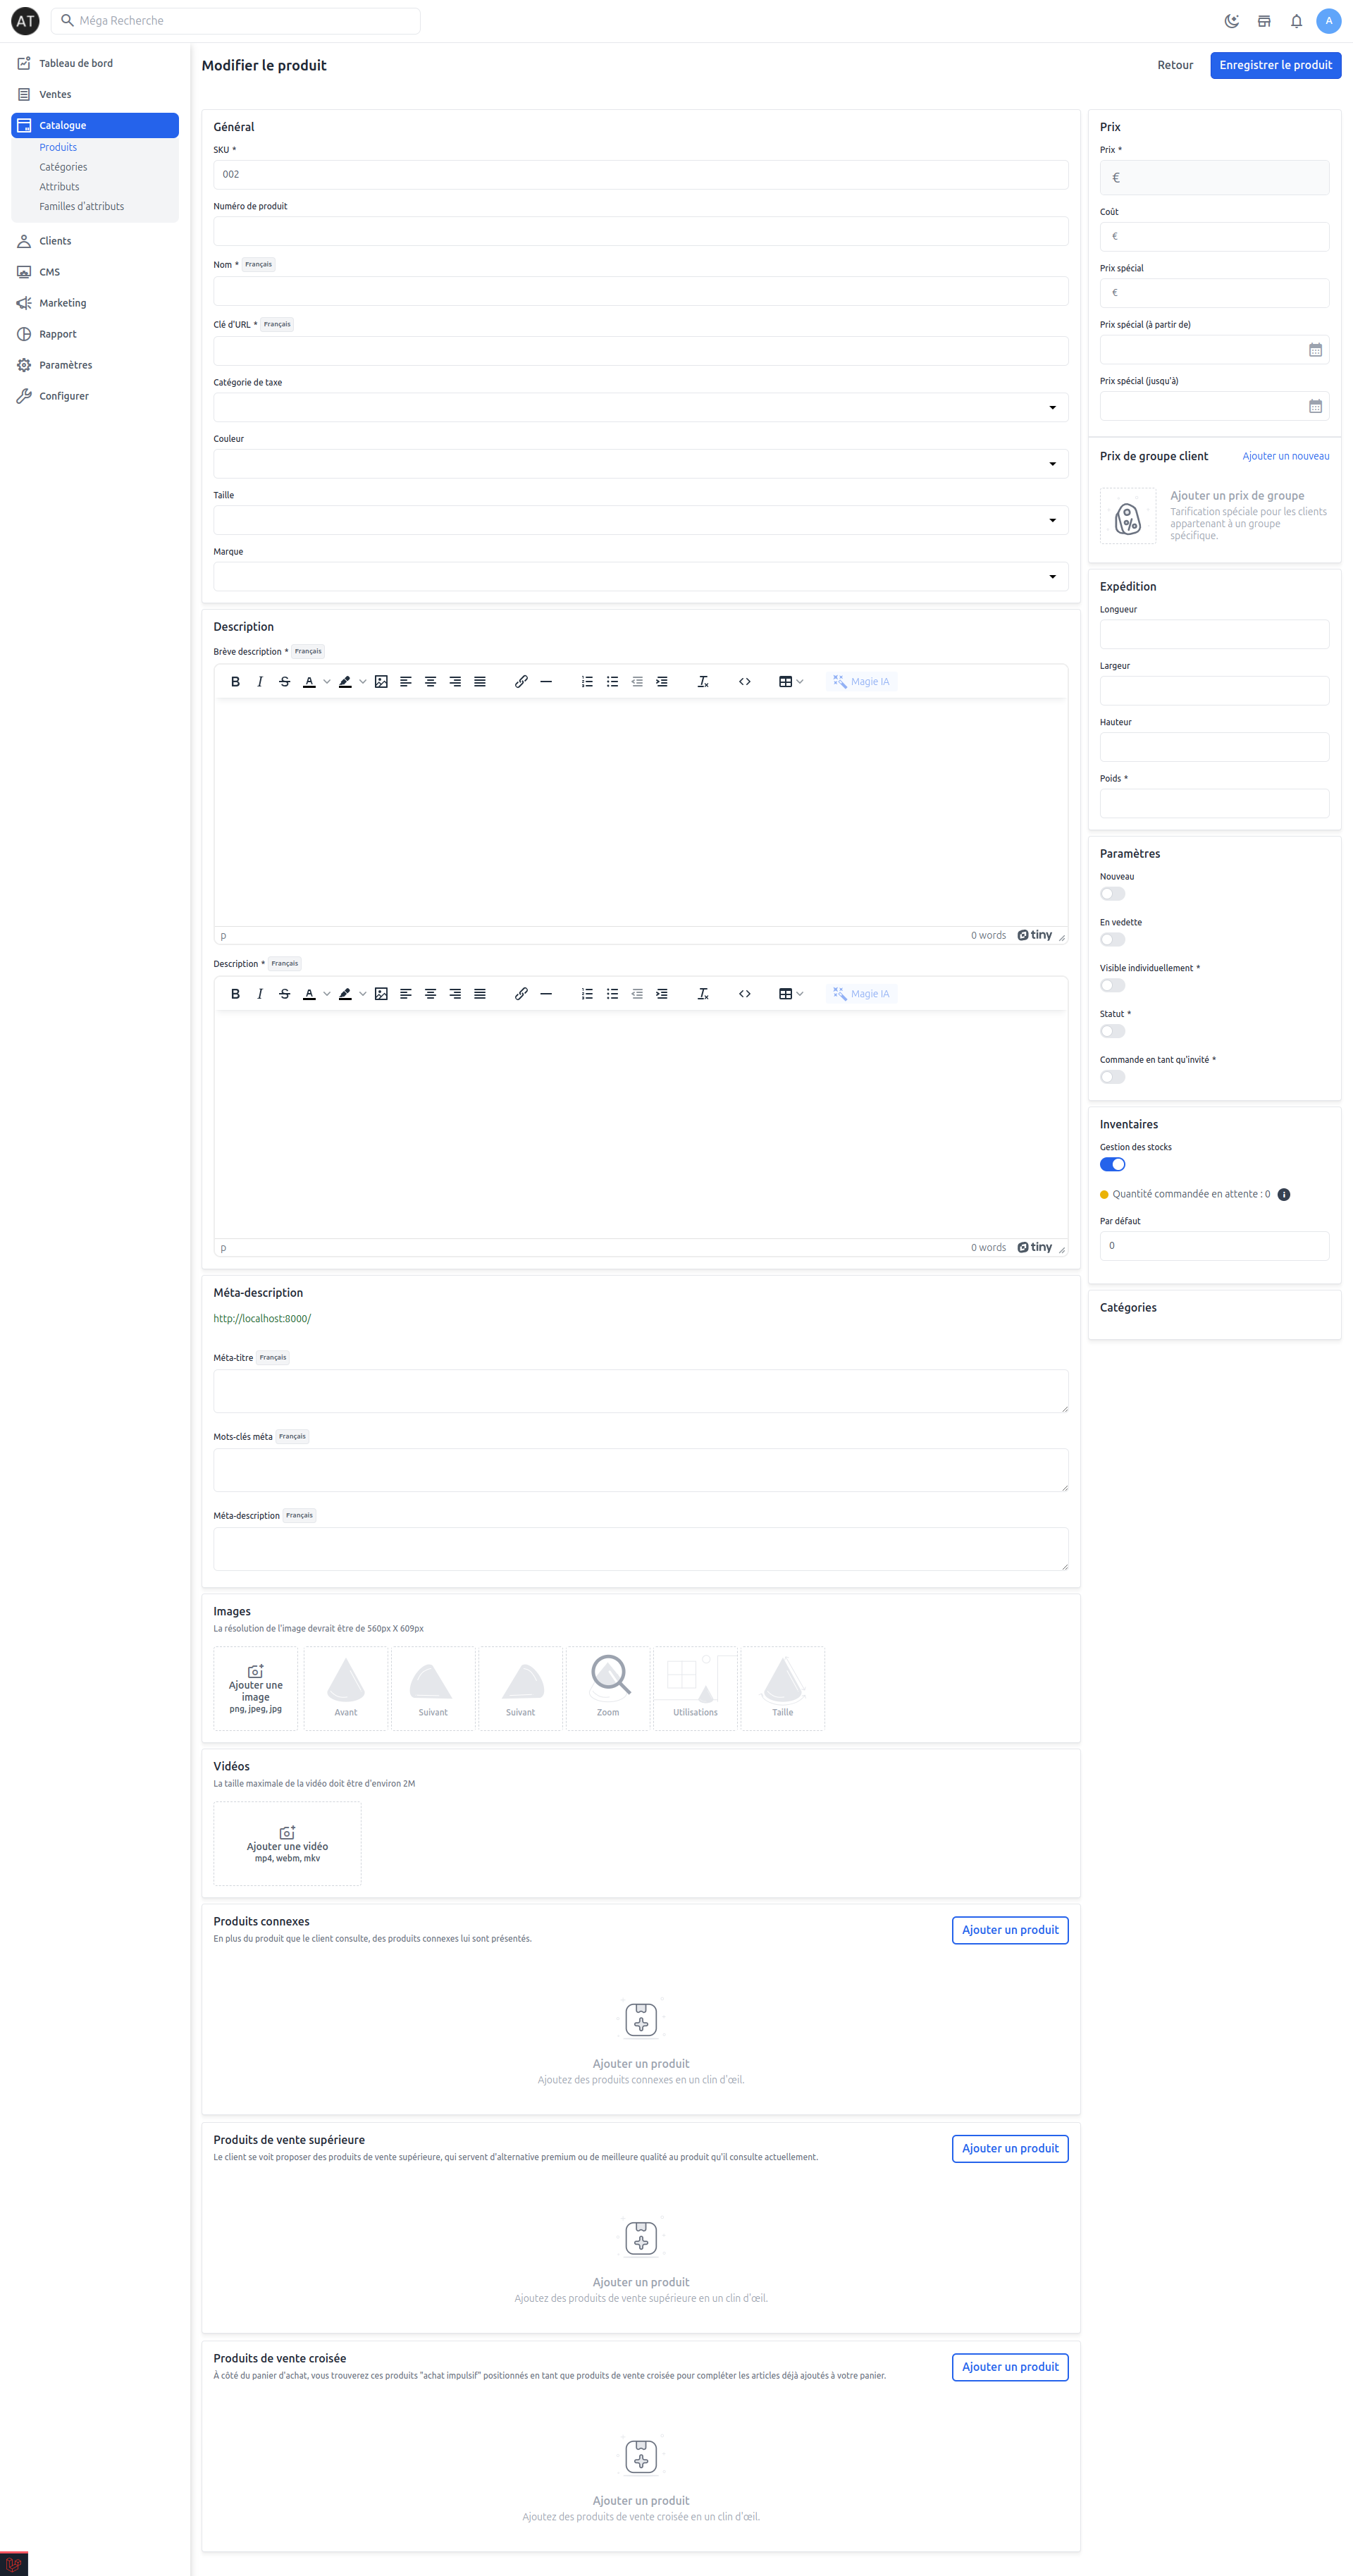 AT
Méga Recherche
A
Tableau de bord
Ventes
Catalogue
Produits
Catégories
Attributs
Familles d'attributs
Clients
CMS
Marketing
Rapport
Paramètres
Configurer
Modifier le produit
Retour
Enregistrer le produit
Général
SKU *
002
Numéro de produit
Nom * Français
Clé d'URL * Français
Catégorie de taxe
Couleur
Taille
Marque
Description
Brève description * Français
Magie IA
p
0 words
tiny
Description * Français
Magie IA
p
0 words
tiny
Méta-description
http://localhost:8000/
Méta-titre Français
Mots-clés méta Français
Méta-description Français
Images
La résolution de l'image devrait être de 560px X 609px
Ajouter une
image
png, jpeg, jpg
Avant
Suivant
Suivant
Zoom
Utilisations
Taille
Vidéos
La taille maximale de la vidéo doit être d'environ 2M
Ajouter une vidéo
mp4, webm, mkv
Produits connexes
En plus du produit que le client consulte, des produits connexes lui sont présentés.
Ajouter un produit
Ajouter un produit
Ajoutez des produits connexes en un clin d'œil.
Produits de vente supérieure
Le client se voit proposer des produits de vente supérieure, qui servent d'alternative premium ou de meilleure qualité au produit qu'il consulte actuellement.
Ajouter un produit
Ajouter un produit
Ajoutez des produits de vente supérieure en un clin d'œil.
Produits de vente croisée
À côté du panier d'achat, vous trouverez ces produits "achat impulsif" positionnés en tant que produits de vente croisée pour compléter les articles déjà ajoutés à votre panier.
Ajouter un produit
Ajouter un produit
Ajoutez des produits de vente croisée en un clin d'œil.
Prix
Prix *
€
Coût
€
Prix spécial
€
Prix spécial (à partir de)
Prix spécial (jusqu'à)
Prix de groupe client
Ajouter un nouveau
Ajouter un prix de groupe
Tarification spéciale pour les clients
appartenant à un groupe
spécifique.
Expédition
Longueur
Largeur
Hauteur
Poids *
Paramètres
Nouveau
En vedette
Visible individuellement *
Statut *
Commande en tant qu'invité *
Inventaires
Gestion des stocks
Quantité commandée en attente : 0
Par défaut
0
Catégories